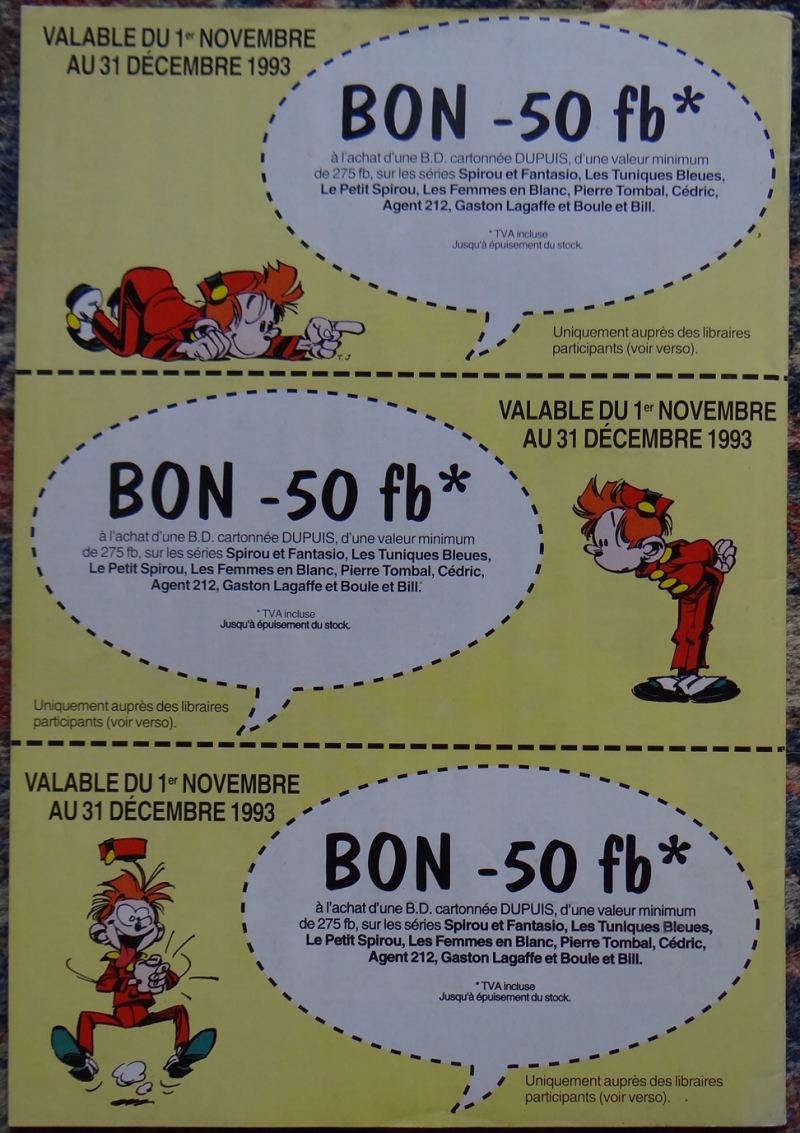 VALABLE DU 1er NOVEMBRE
AU 31 DÉCEMBRE 1993
BON -50 fb*
à l'achat d'une B.D. cartonnée DUPUIS, d'une valeur minimum
de 275 fb, sur les séries Spirou et Fantasio, Les Tuniques Bleues,
Le Petit Spirou, Les Femmes en Blanc, Pierre Tombal, Cédric,
Agent 212, Gaston Lagaffe et Boule et Bill.
* TVA incluse
Jusqu'à épuisement du stock.
Uniquement auprès des libraires
participants (voir verso).
T.J
VALABLE DU 1er NOVEMBRE
AU 31 DÉCEMBRE 1993
BON -50 fb*
à l'achat d'une B.D. cartonnée DUPUIS, d'une valeur minimum
de 275 fb, sur les séries Spirou et Fantasio, Les Tuniques Bleues,
Le Petit Spirou, Les Femmes en Blanc, Pierre Tombal, Cédric,
Agent 212, Gaston Lagaffe et Boule et Bill.
* TVA incluse
Jusqu'à épuisement du stock.
Uniquement auprès des libraires
participants (voir verso).
VALABLE DU 1er NOVEMBRE
AU 31 DÉCEMBRE 1993
BON -50 fb*
à l'achat d'une B.D. cartonnée DUPUIS, d'une valeur minimum
de 275 fb, sur les séries Spirou et Fantasio, Les Tuniques Bleues,
Le Petit Spirou, Les Femmes en Blanc, Pierre Tombal, Cédric,
Agent 212, Gaston Lagaffe et Boule et Bill.
* TVA incluse
Jusqu'à épuisement du stock.
Uniquement auprès des libraires
participants (voir verso).